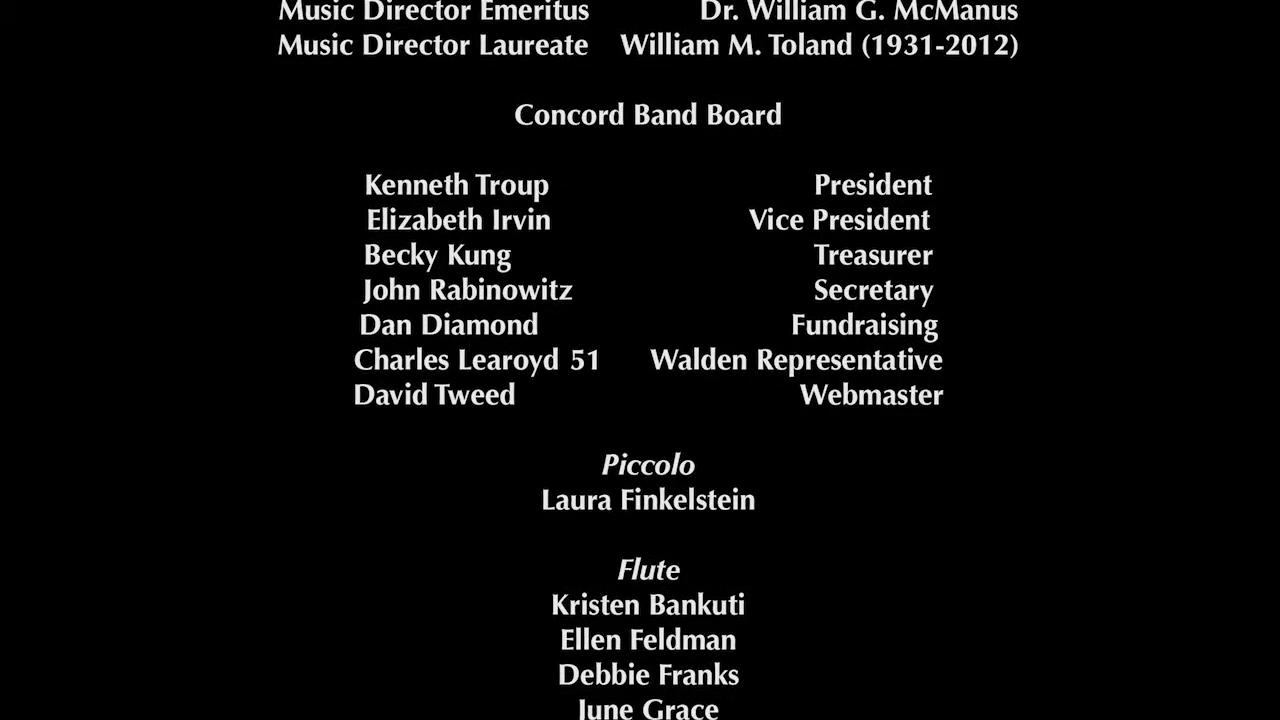 Music Director Emeritus Dr. William G. McManus
Music Director Laureate William M. Toland (1931-2012)
Concord Band Board
Kenneth Troup President
Elizabeth Irvin Vice President
Becky Kung Treasurer
John Rabinowitz Secretary
Dan Diamond Fundraising
Charles Learoyd 51 Walden Representative
David Tweed Webmaster
Piccolo
Laura Finkelstein
Flute
Kristen Bankuti
Ellen Feldman
Debbie Franks
June Grace